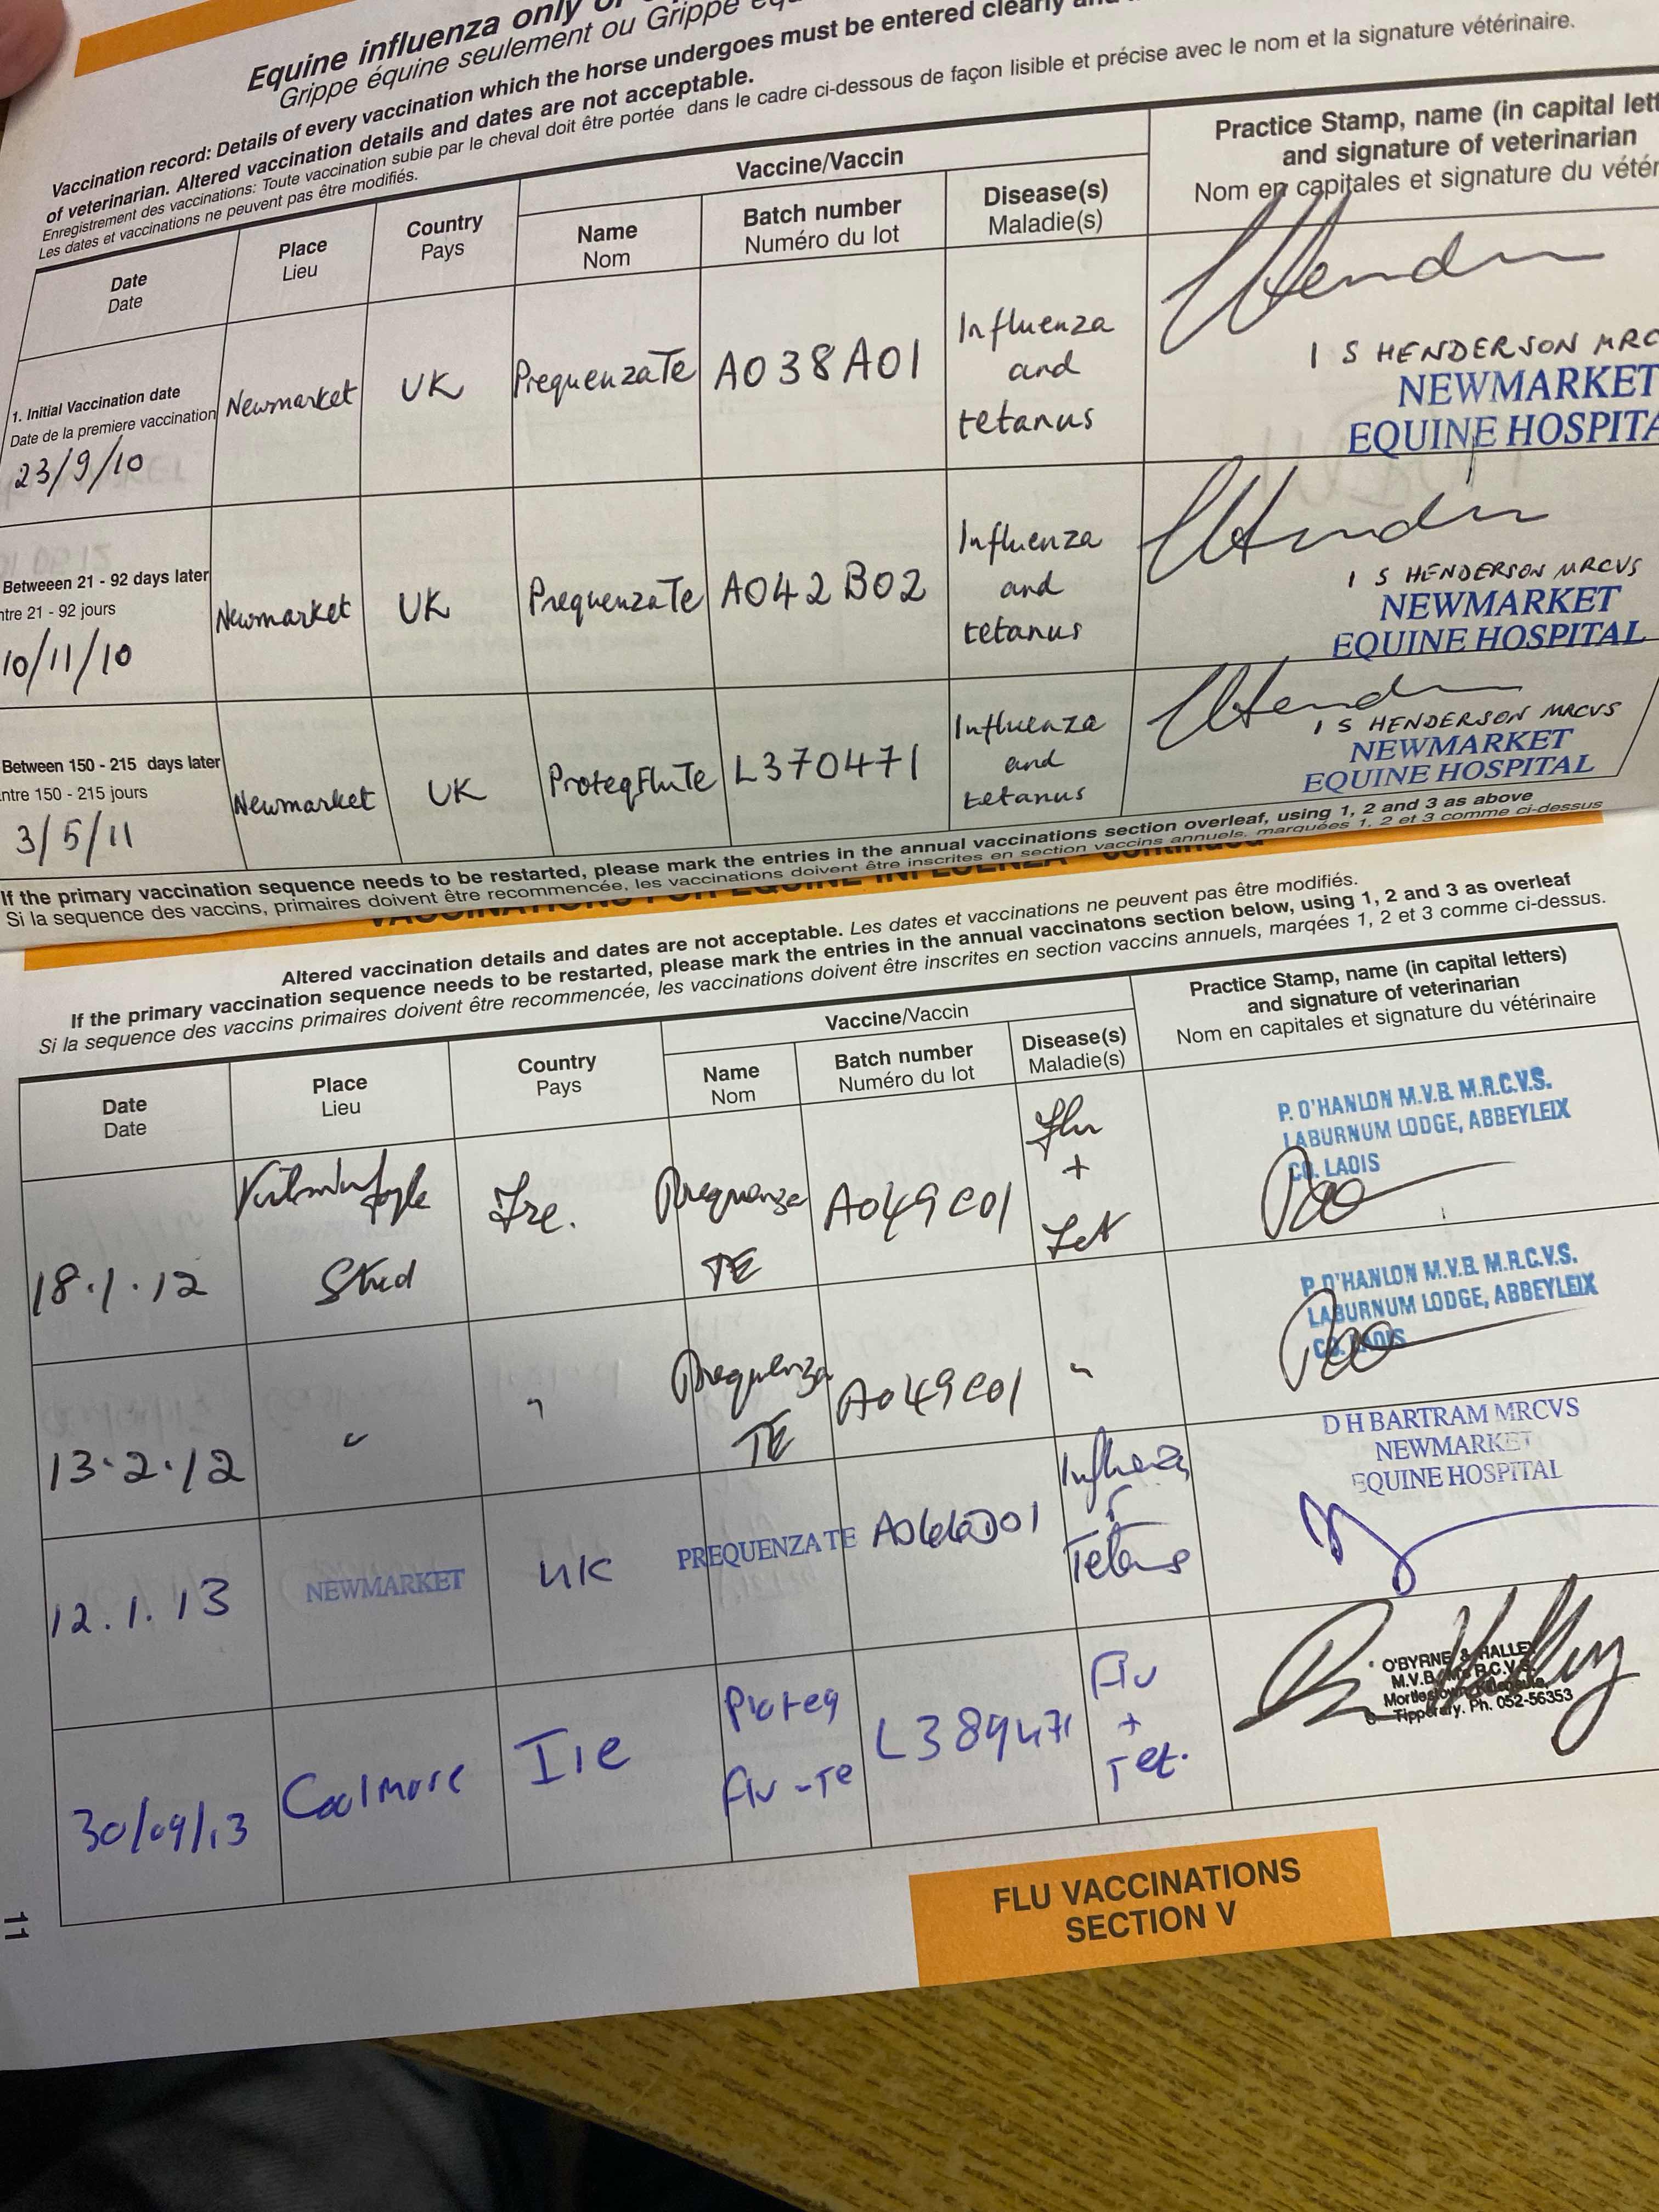 Equine influenza only
Grippe équine seulement ou Grippe
Vaccination record: Details of every vaccination which the horse undergoes must be entered clearly
of veterinarian. Altered vaccination details and dates are not acceptable.
Enregistrement des vaccinations: Toute vaccination subie par le cheval doit être portée dans le cadre ci-dessous de façon lisible et précise avec le nom et la signature vétérinaire.
Les dates et vaccinations ne peuvent pas être modifiés.
Date
Date
Place
Lieu
Country
Pays
Vaccine/Vaccin
Name
Nom
Batch number
Numéro du lot
Disease(s)
Maladie(s)
Practice Stamp, name (in capital lett
and signature of veterinarian
Nom en capitales et signature du vétér
1. Initial Vaccination date
Date de la premiere vaccination
23/9/10
Newmarket
UK
PrequenzaTe
A038A01
Influenza
and
tetanus
I S HENDERSON MRC
NEWMARKET
EQUINE HOSPITA
Betweeen 21 - 92 days later
ntre 21 - 92 jours
10/11/10
Newmarket
UK
PrequenzaTe
A042B02
Influenza
and
tetanus
I S HENDERSON MRCVS
NEWMARKET
EQUINE HOSPITAL
Between 150 - 215 days later
ntre 150 - 215 jours
3/5/11
Newmarket
UK
ProteqFluTe
L370471
Influenza
and
tetanus
I S HENDERSON MRCVS
NEWMARKET
EQUINE HOSPITAL
If the primary vaccination sequence needs to be restarted, please mark the entries in the annual vaccinations section overleaf, using 1, 2 and 3 as above
Si la sequence des vaccins, primaires doivent être recommencée, les vaccinations doivent être inscrites en section vaccins annuels, marquées 1, 2 et 3 comme ci-dessus
VACCINATIONS FOR EQUINE INFLUENZA - continued
Altered vaccination details and dates are not acceptable. Les dates et vaccinations ne peuvent pas être modifiés.
If the primary vaccination sequence needs to be restarted, please mark the entries in the annual vaccinatons section below, using 1, 2 and 3 as overleaf
Si la sequence des vaccins primaires doivent être recommencée, les vaccinations doivent être inscrites en section vaccins annuels, marqées 1, 2 et 3 comme ci-dessus.
Date
Date
Place
Lieu
Country
Pays
Vaccine/Vaccin
Name
Nom
Batch number
Numéro du lot
Disease(s)
Maladie(s)
Practice Stamp, name (in capital letters)
and signature of veterinarian
Nom en capitales et signature du vétérinaire
18.1.12
Stud
Ire.
Prequenza
TE
A049C01
Flu
+
Tet
P. O'HANLON M.V.B. M.R.C.V.S.
LABURNUM LODGE, ABBEYLEIX
CO. LAOIS
13.2.12
"
"
Prequenza
TE
A049C01
"
P. O'HANLON M.V.B. M.R.C.V.S.
LABURNUM LODGE, ABBEYLEIX
CO. LAOIS
12.1.13
NEWMARKET
UK
PREQUENZA TE
A066D01
Influenza
Tetanus
D H BARTRAM MRCVS
NEWMARKET
EQUINE HOSPITAL
30/09/13
Coolmore
Ire
Proteq
Flu-Te
L389471
Flu
+
Tet.
O'BYRNE & HALLEY
M.V.B. M.R.C.V.S.
Mortlestown, Killenaule,
Co. Tipperary. Ph. 052-56353
11
FLU VACCINATIONS
SECTION V